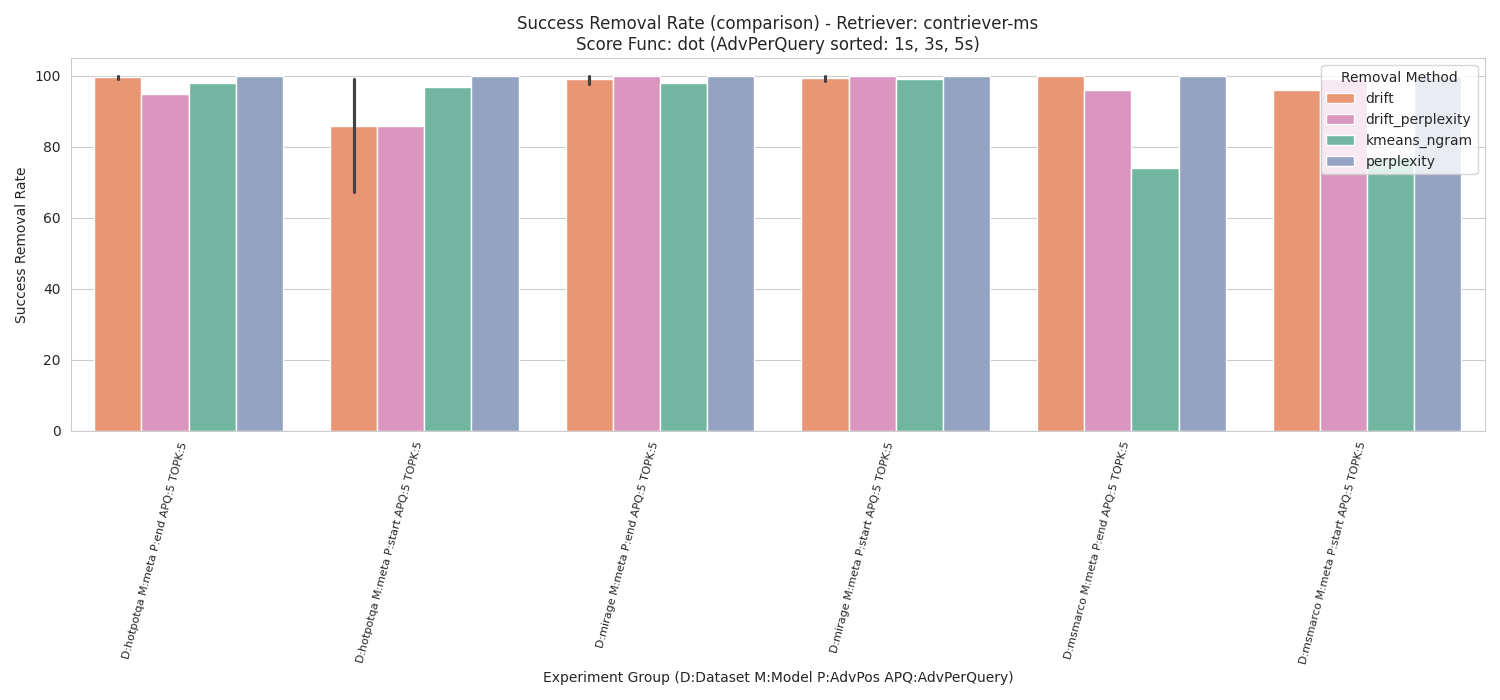 Success Removal Rate (comparison) - Retriever: contriever-ms
Score Func: dot (AdvPerQuery sorted: 1s, 3s, 5s)
Success Removal Rate
100
80
60
40
20
0
Removal Method
drift
drift_perplexity
kmeans_ngram
perplexity
D:hotpotqa M:meta P:end APQ:5 TOPK:5
D:hotpotqa M:meta P:start APQ:5 TOPK:5
D:mirage M:meta P:end APQ:5 TOPK:5
D:mirage M:meta P:start APQ:5 TOPK:5
D:msmarco M:meta P:end APQ:5 TOPK:5
D:msmarco M:meta P:start APQ:5 TOPK:5
Experiment Group (D:Dataset M:Model P:AdvPos APQ:AdvPerQuery)